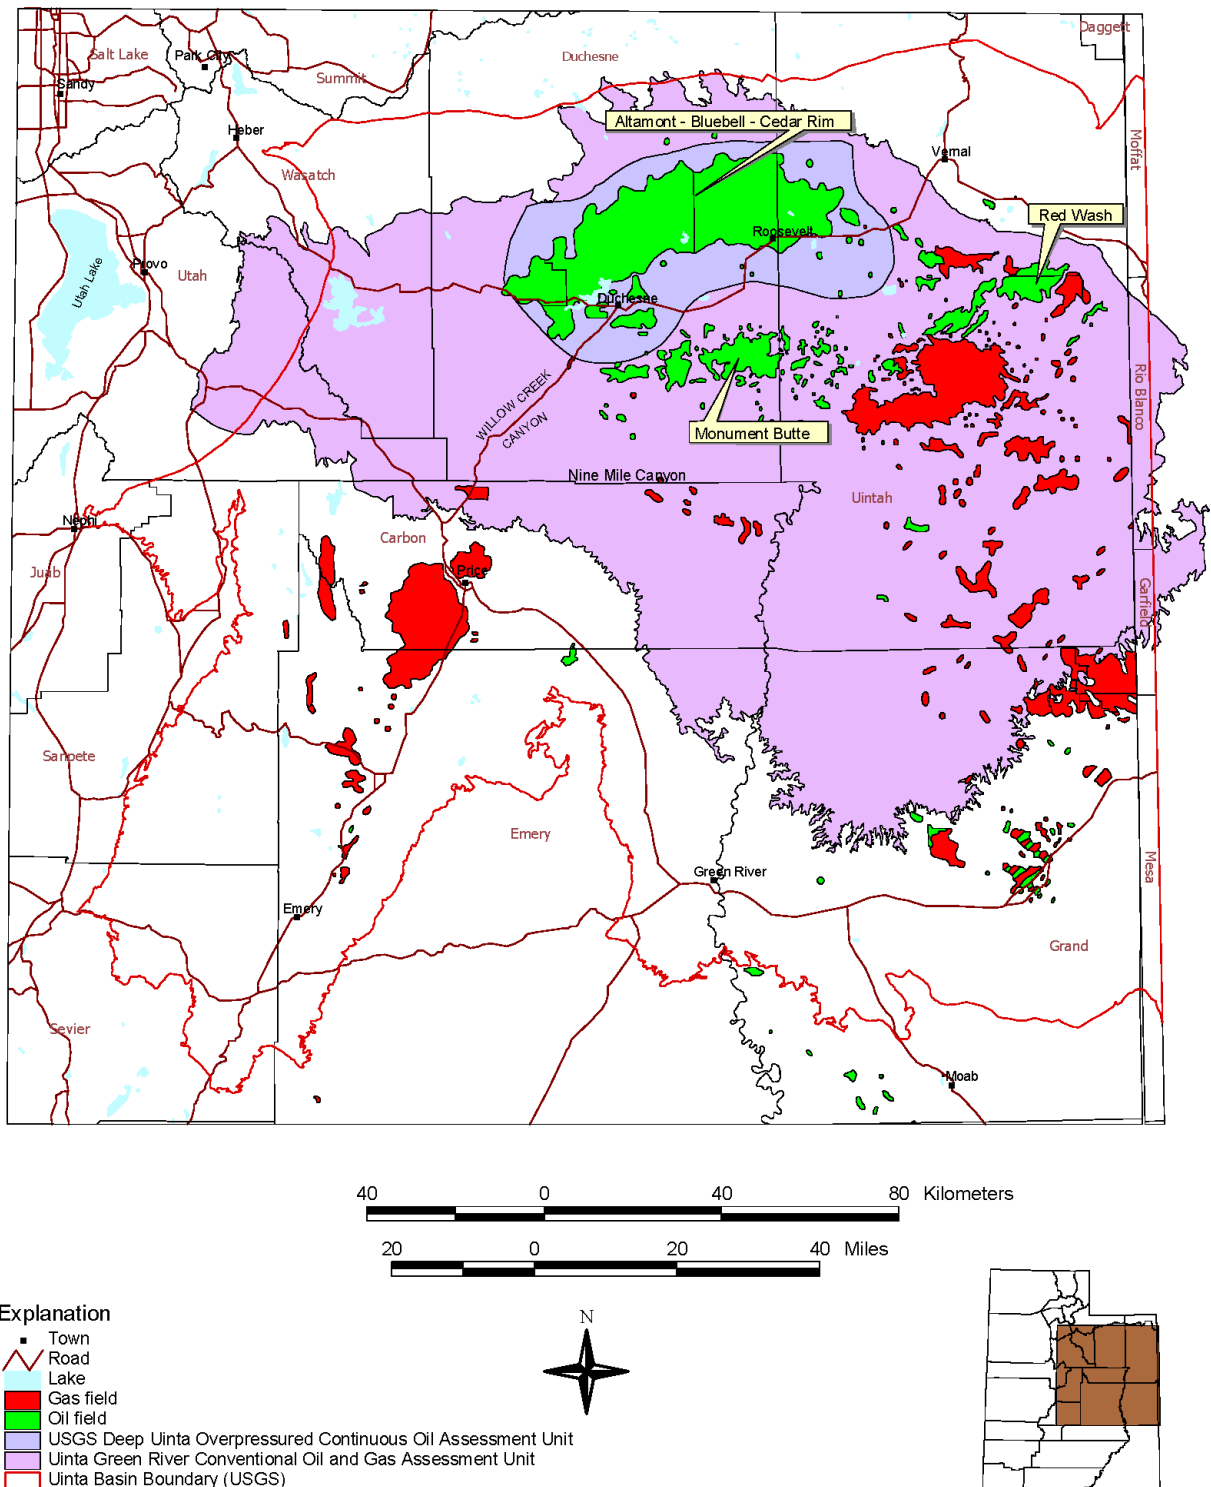 Daggett
Salt Lake
Park City
Duchesne
Summit
Sandy
Altamont - Bluebell - Cedar Rim
Heber
Moffat
Vernal
Wasatch
Red Wash
Roosevelt
Provo
Utah
Utah Lake
Duchesne
Rio Blanco
WILLOW CREEK
CANYON
Monument Butte
Nine Mile Canyon
Uintah
Nephi
Carbon
Price
Juab
Garfield
Sanpete
Emery
Mesa
Green River
Emery
Grand
Sevier
Moab
40 0 40 80 Kilometers
20 0 20 40 Miles
N
Explanation
Town
Road
Lake
Gas field
Oil field
USGS Deep Uinta Overpressured Continuous Oil Assessment Unit
Uinta Green River Conventional Oil and Gas Assessment Unit
Uinta Basin Boundary (USGS)